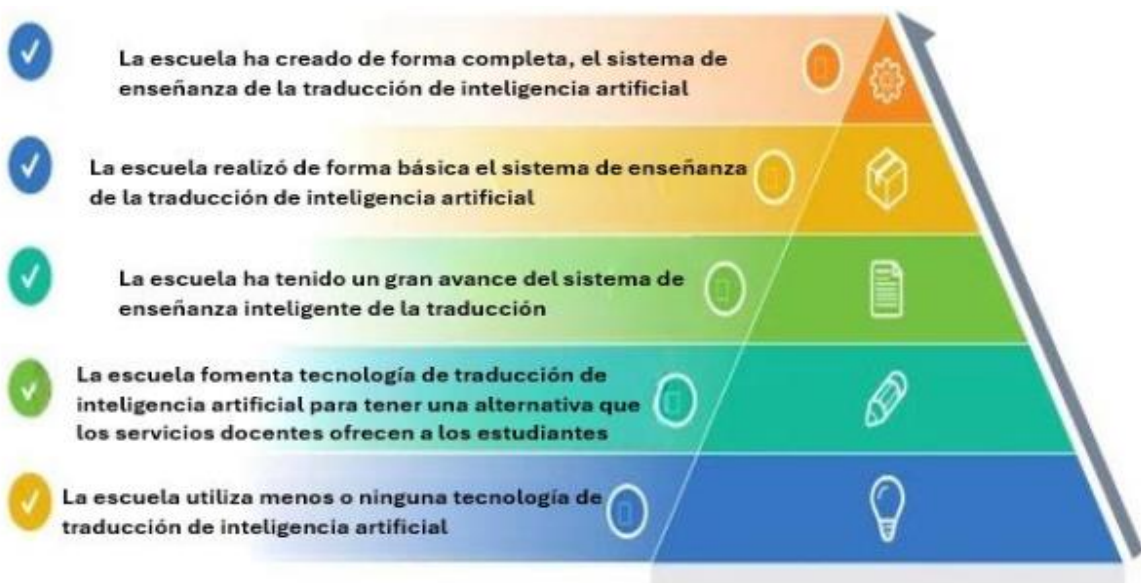 La escuela ha creado de forma completa, el sistema de
enseñanza de la traducción de inteligencia artificial
La escuela realizó de forma básica el sistema de enseñanza
de la traducción de inteligencia artificial
La escuela ha tenido un gran avance del sistema de
enseñanza inteligente de la traducción
La escuela fomenta tecnología de traducción de
inteligencia artificial para tener una alternativa que
los servicios docentes ofrecen a los estudiantes
La escuela utiliza menos o ninguna tecnología de
traducción de inteligencia artificial